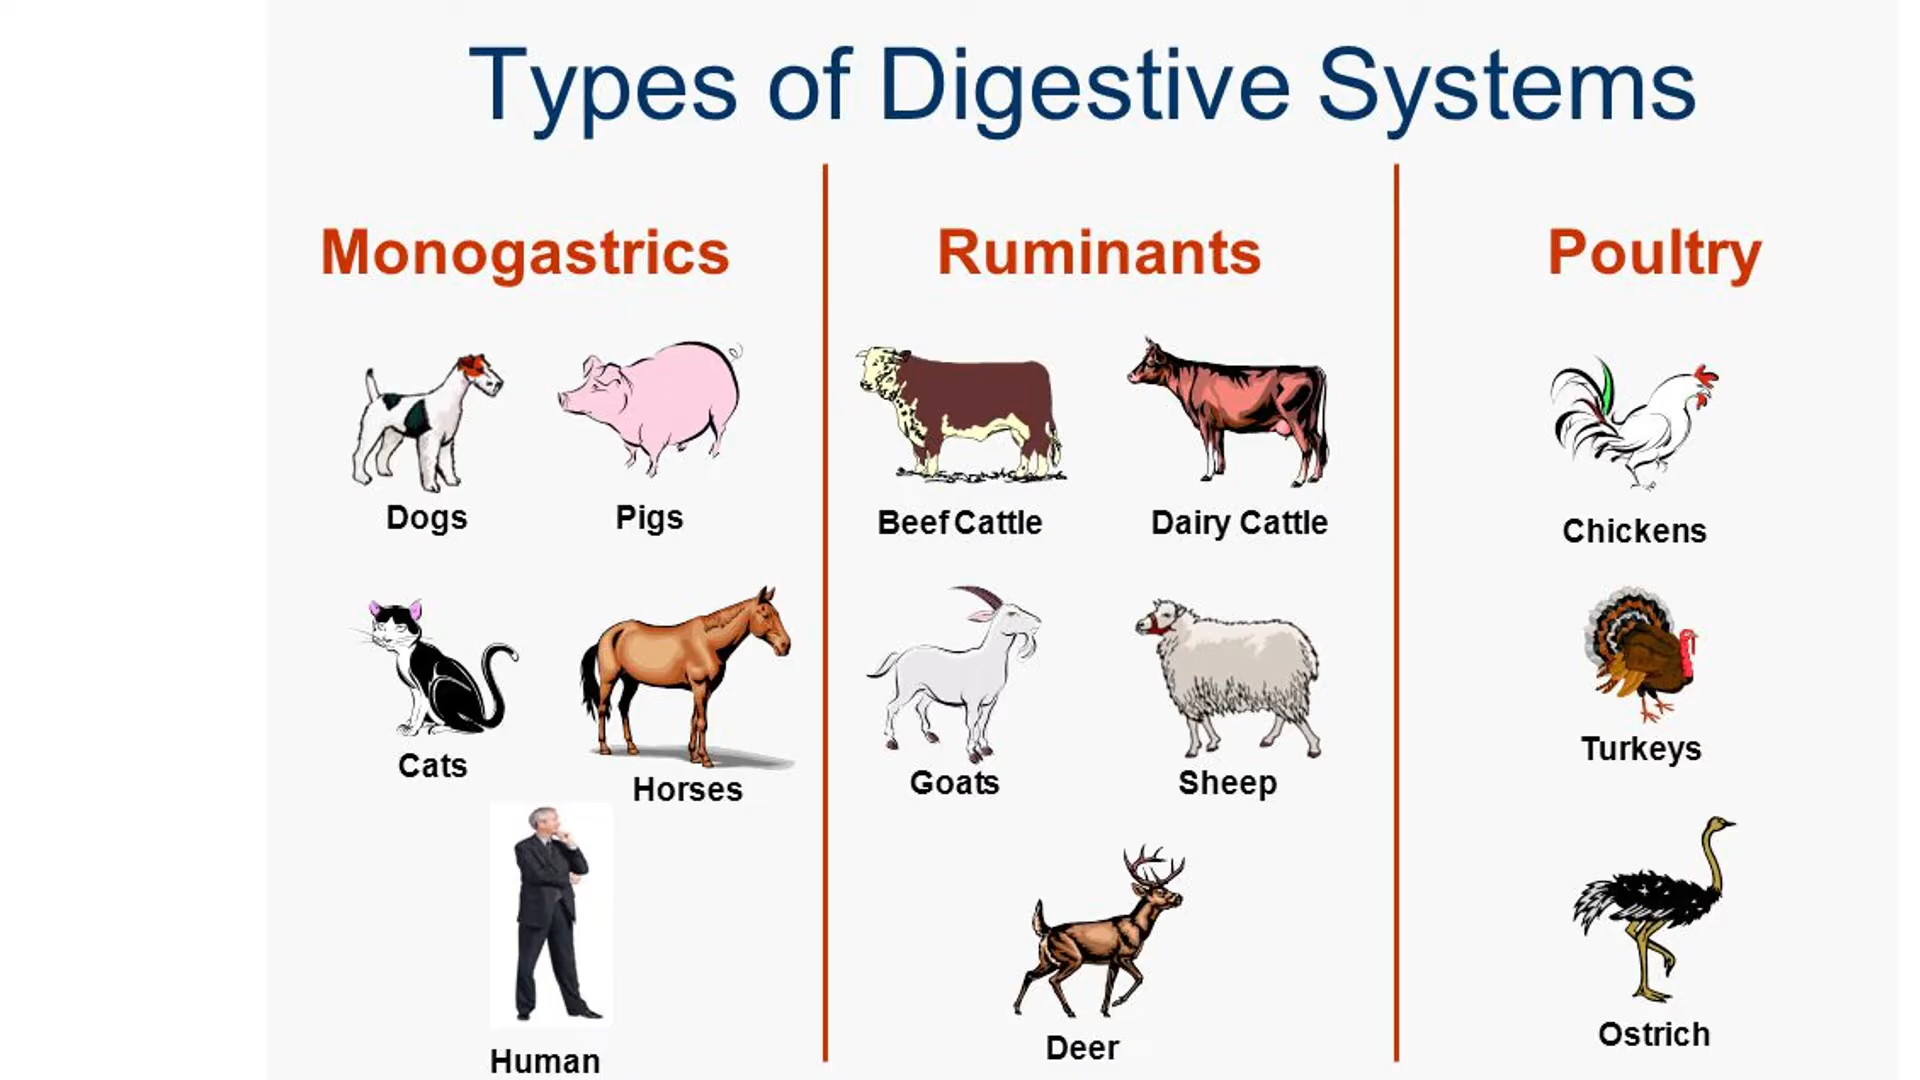 Types of Digestive Systems
Monogastrics
Ruminants
Poultry
Dogs
Pigs
Beef Cattle
Dairy Cattle
Chickens
Cats
Horses
Goats
Sheep
Turkeys
Human
Deer
Ostrich